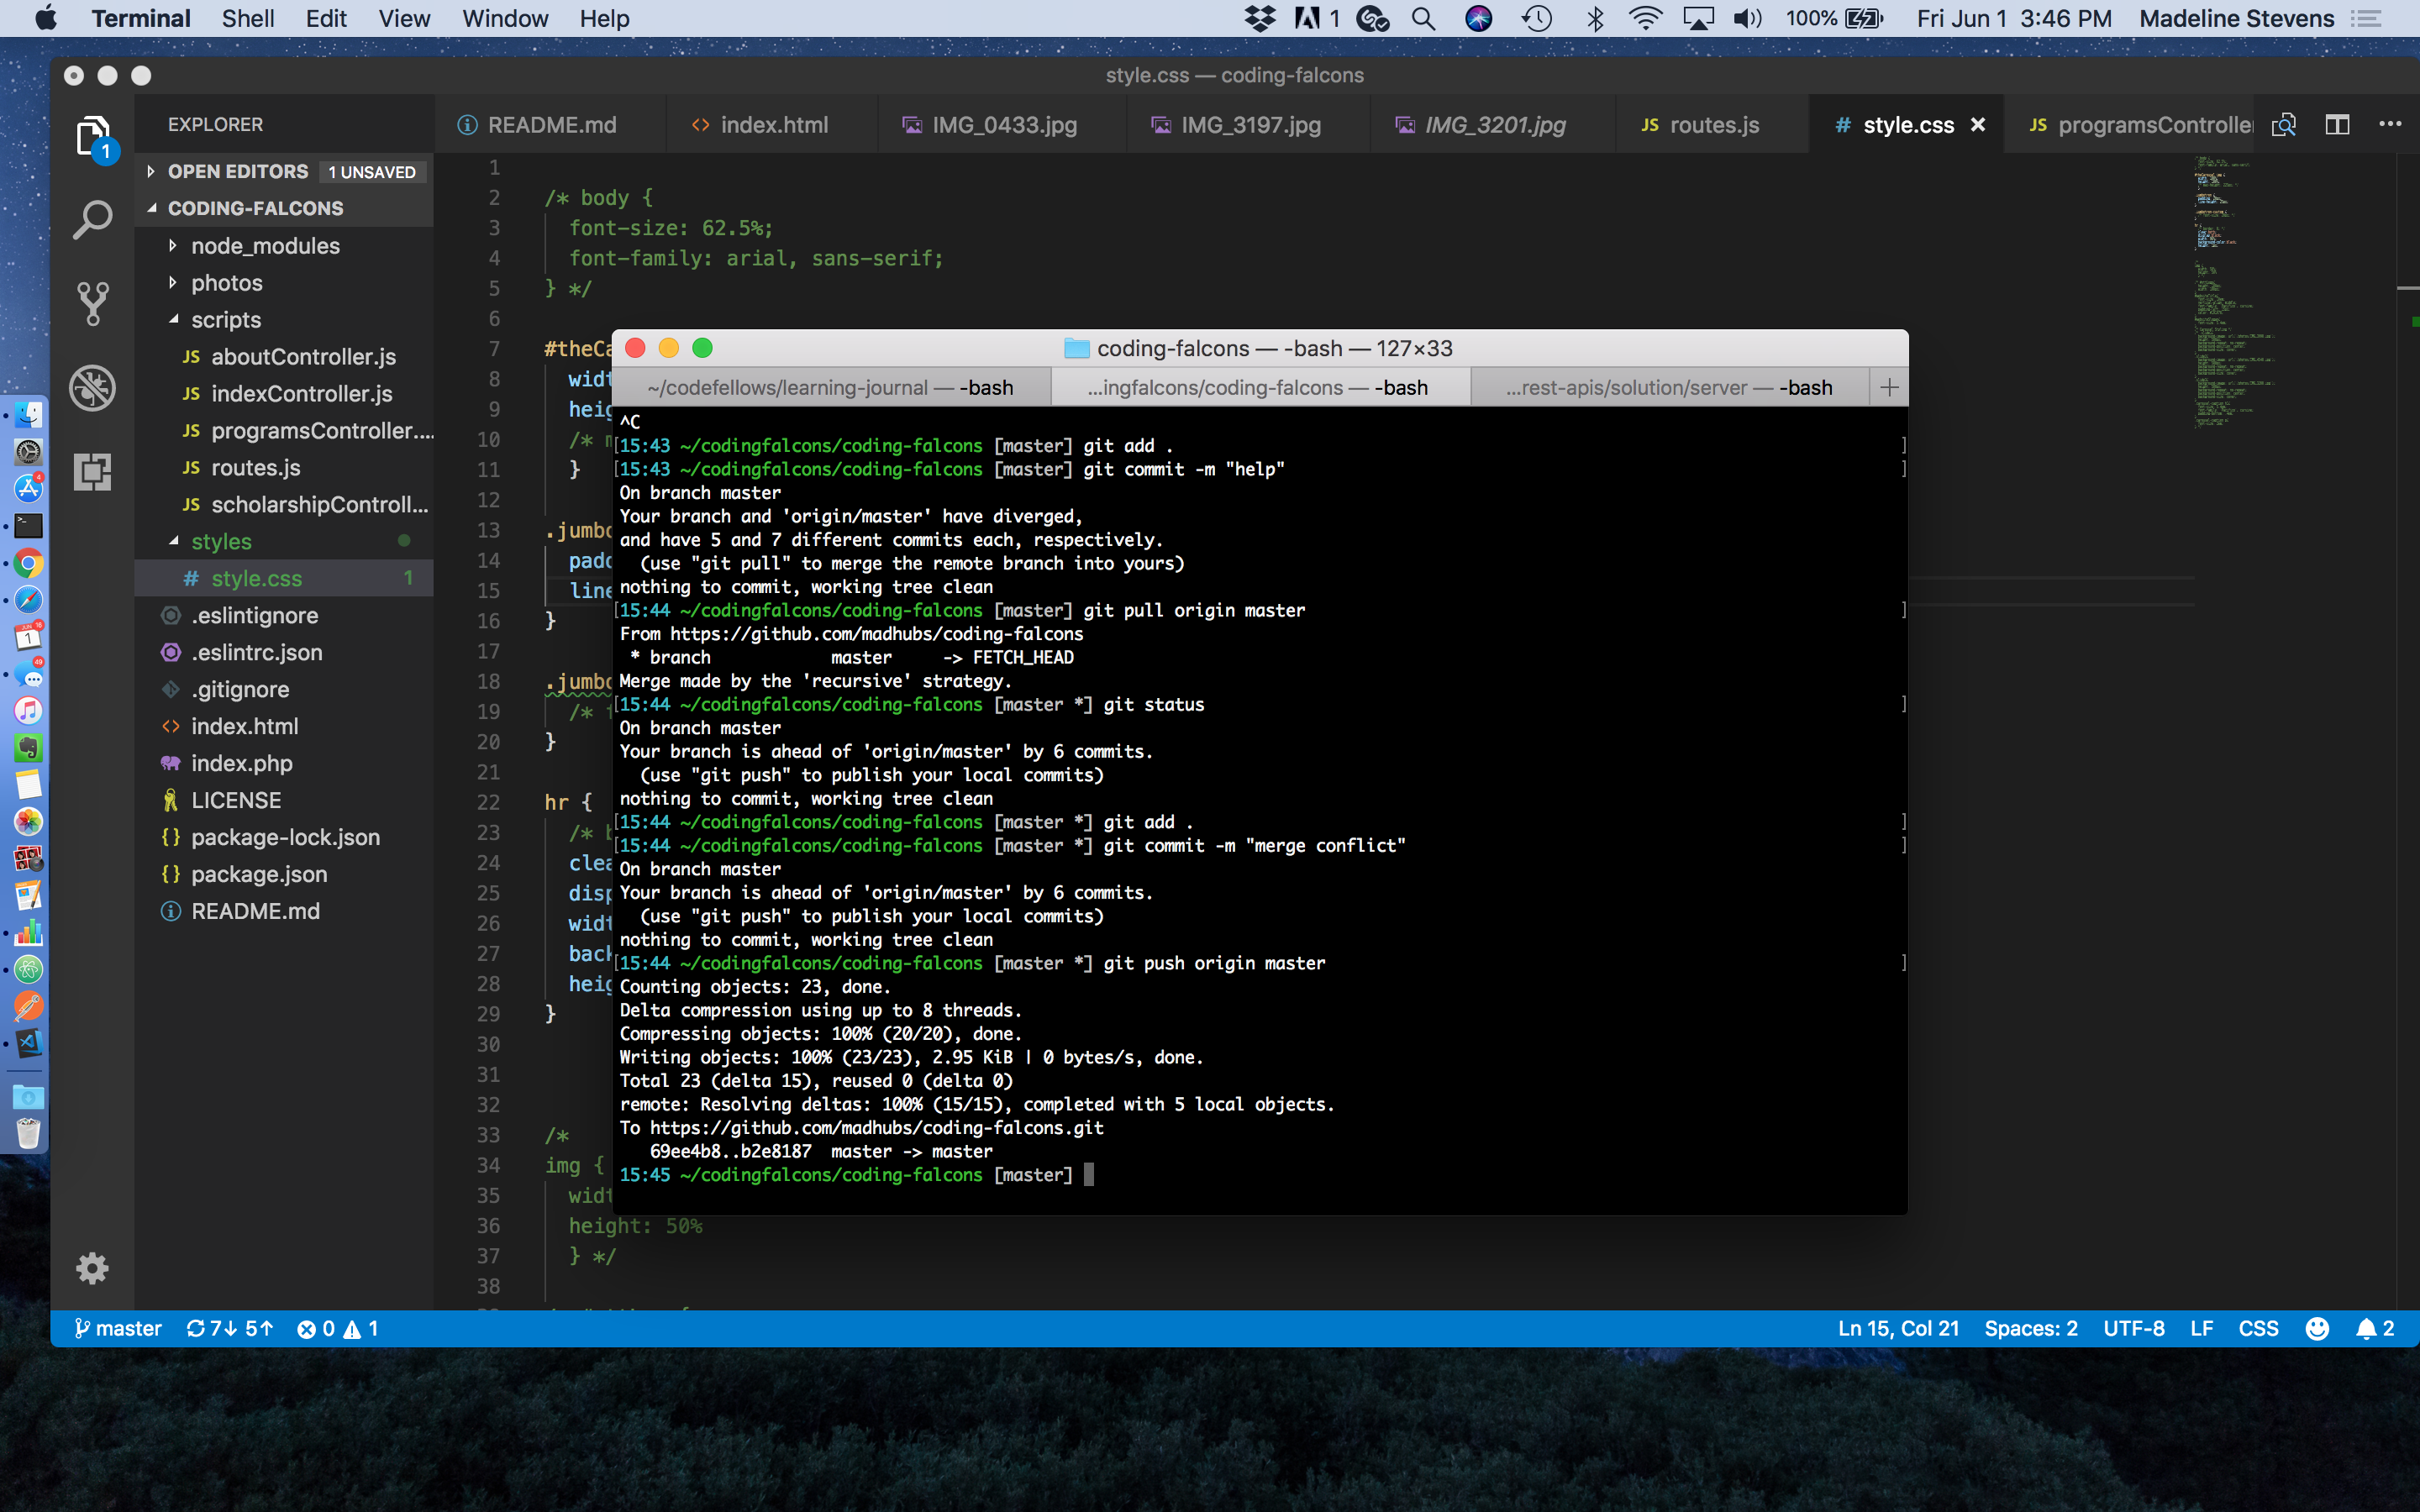 Terminal Shell Edit View Window Help 1 100% Fri Jun 1 3:46 PM Madeline Stevens
style.css — coding-falcons
EXPLORER
README.md
<> index.html
IMG_0433.jpg
IMG_3197.jpg
IMG_3201.jpg
JS routes.js
# style.css ×
JS programsController
1
OPEN EDITORS 1 UNSAVED
CODING-FALCONS
node_modules
photos
scripts
JS aboutController.js
JS indexController.js
JS programsController....
JS routes.js
JS scholarshipControll...
styles
# style.css 1
.eslintignore
.eslintrc.json
.gitignore
<> index.html
index.php
LICENSE
{} package-lock.json
{} package.json
README.md
1
2 /* body {
3 font-size: 62.5%;
4 font-family: arial, sans-serif;
5 } */
6
7 #theCa
8 widt
9 heig
10 /* m
11 }
12
13 .jumbo
14 padd
15 line
16 }
17
18 .jumbo
19 /* f
20 }
21
22 hr {
23 /* b
24 clea
25 disp
26 widt
27 back
28 heig
29 }
30
31
32
33 /*
34 img {
35 widt
36 height: 50%
37 } */
38
coding-falcons — -bash — 127×33
~/codefellows/learning-journal — -bash
...ingfalcons/coding-falcons — -bash
...rest-apis/solution/server — -bash
+
^C
[15:43 ~/codingfalcons/coding-falcons [master] git add . ]
[15:43 ~/codingfalcons/coding-falcons [master] git commit -m "help" ]
On branch master
Your branch and 'origin/master' have diverged,
and have 5 and 7 different commits each, respectively.
(use "git pull" to merge the remote branch into yours)
nothing to commit, working tree clean
[15:44 ~/codingfalcons/coding-falcons [master] git pull origin master ]
From https://github.com/madhubs/coding-falcons
* branch master -> FETCH_HEAD
Merge made by the 'recursive' strategy.
[15:44 ~/codingfalcons/coding-falcons [master *] git status ]
On branch master
Your branch is ahead of 'origin/master' by 6 commits.
(use "git push" to publish your local commits)
nothing to commit, working tree clean
[15:44 ~/codingfalcons/coding-falcons [master *] git add . ]
[15:44 ~/codingfalcons/coding-falcons [master *] git commit -m "merge conflict" ]
On branch master
Your branch is ahead of 'origin/master' by 6 commits.
(use "git push" to publish your local commits)
nothing to commit, working tree clean
[15:44 ~/codingfalcons/coding-falcons [master *] git push origin master ]
Counting objects: 23, done.
Delta compression using up to 8 threads.
Compressing objects: 100% (20/20), done.
Writing objects: 100% (23/23), 2.95 KiB | 0 bytes/s, done.
Total 23 (delta 15), reused 0 (delta 0)
remote: Resolving deltas: 100% (15/15), completed with 5 local objects.
To https://github.com/madhubs/coding-falcons.git
69ee4b8..b2e8187 master -> master
15:45 ~/codingfalcons/coding-falcons [master]
master 7↓ 5↑ 0 1 Ln 15, Col 21 Spaces: 2 UTF-8 LF CSS 2